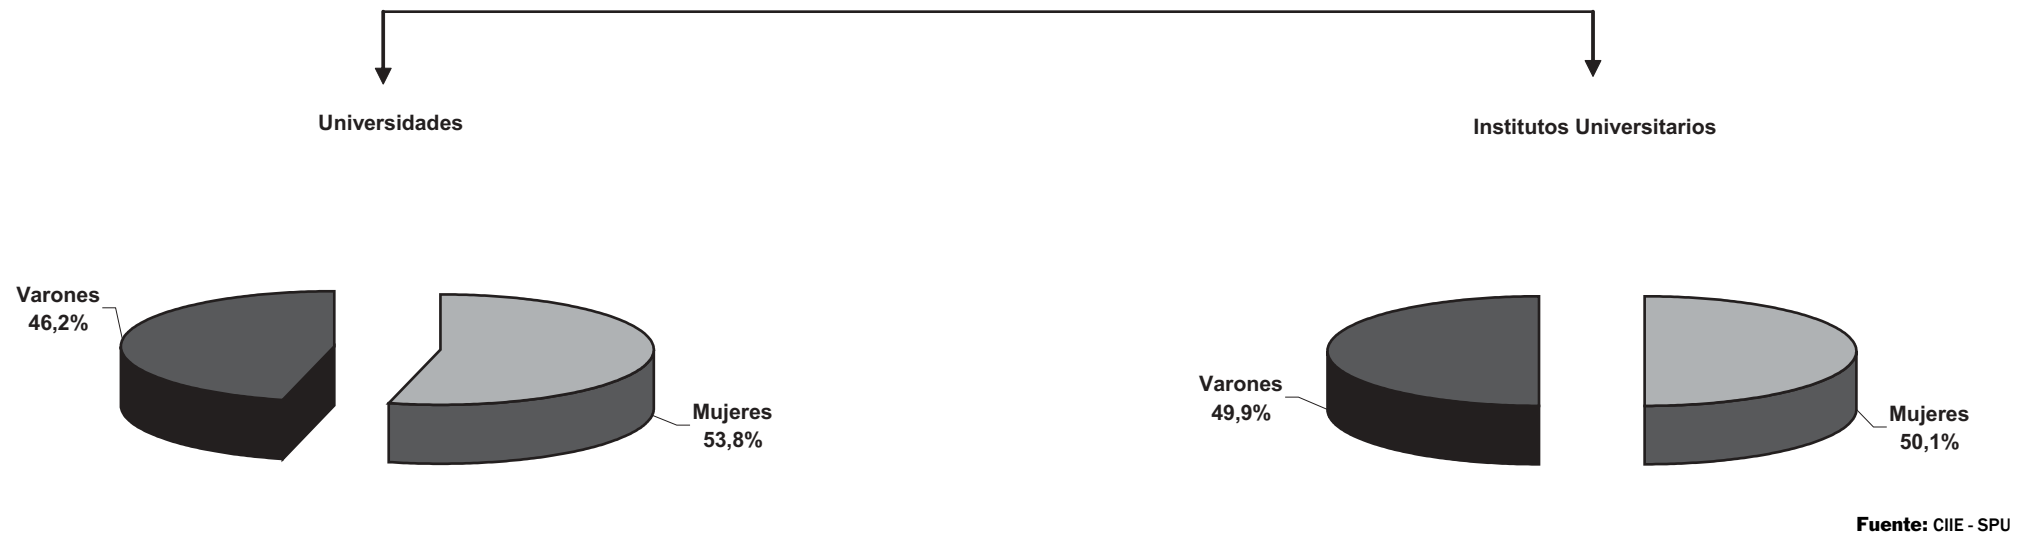 Universidades
Institutos Universitarios
Varones
46,2%
Mujeres
53,8%
Varones
49,9%
Mujeres
50,1%
Fuente: CIIE - SPU